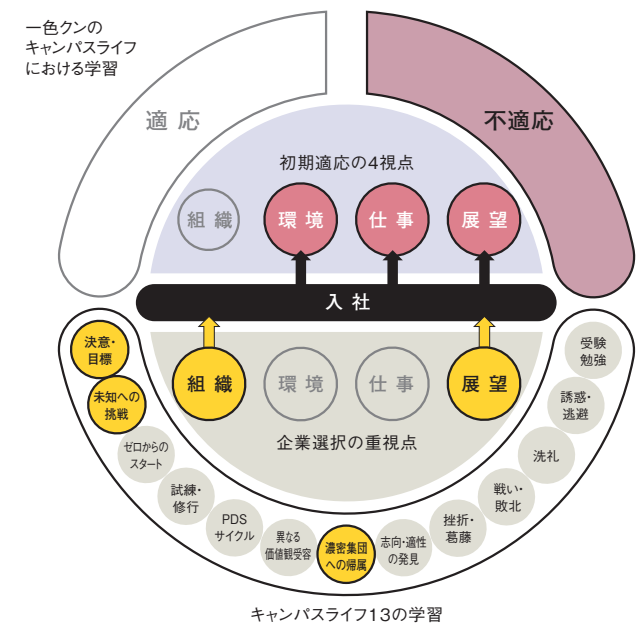 一色クンの
キャンパスライフ
における学習
適応
不適応
初期適応の4視点
組織
環境
仕事
展望
入社
組織
環境
仕事
展望
企業選択の重視点
決意・
目標
未知への
挑戦
ゼロからの
スタート
試練・
修行
PDS
サイクル
異なる
価値観受容
濃密集団
への帰属
志向・適性
の発見
挫折・
葛藤
戦い・
敗北
洗礼
誘惑・
逃避
受験
勉強
キャンパスライフ13の学習